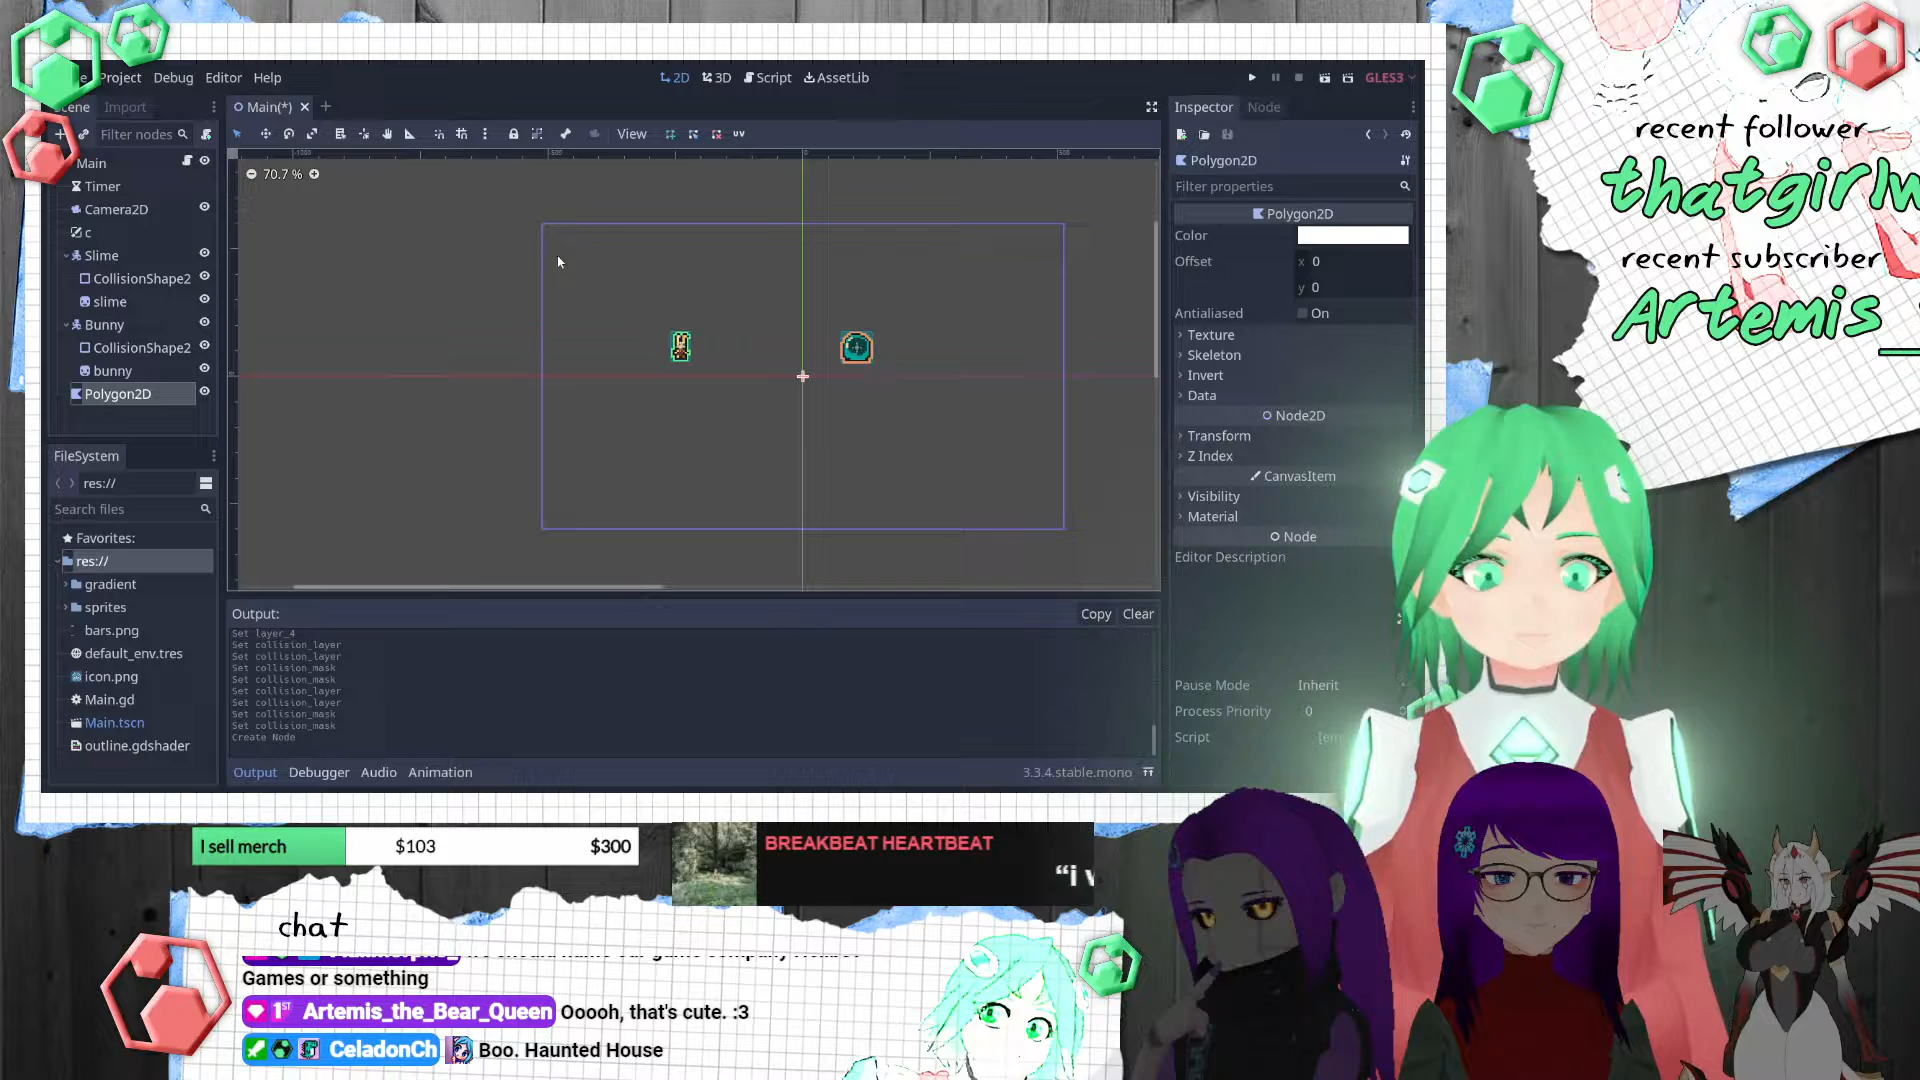 Project Debug Editor Help
2D 3D Script AssetLib
GLES3
Scene Import
Main(*)
Inspector Node
Filter nodes
View
70.7 %
Main
Timer
Camera2D
c
Slime
CollisionShape2
slime
Bunny
CollisionShape2
bunny
Polygon2D
FileSystem
res://
Search files
Favorites:
res://
gradient
sprites
bars.png
default_env.tres
icon.png
Main.gd
Main.tscn
outline.gdshader
Output:
Copy Clear
Set layer_4
Set collision_layer
Set collision_layer
Set collision_mask
Set collision_mask
Set collision_layer
Set collision_layer
Set collision_mask
Set collision_mask
Create Node
Output Debugger Audio Animation
3.3.4.stable.mono
Polygon2D
Filter properties
Polygon2D
Color
Offset x 0
y 0
Antialiased On
Texture
Skeleton
Invert
Data
Node2D
Transform
Z Index
CanvasItem
Visibility
Material
Node
Editor Description
Pause Mode Inherit
Process Priority 0
Script
recent follower
thatgirlw
recent subscriber
Artemis_
I sell merch $103 $300
BREAKBEAT HEARTBEAT
“i
chat
Games or something
1ST Artemis_the_Bear_Queen Ooooh, that's cute. :3
CeladonCh Boo. Haunted House